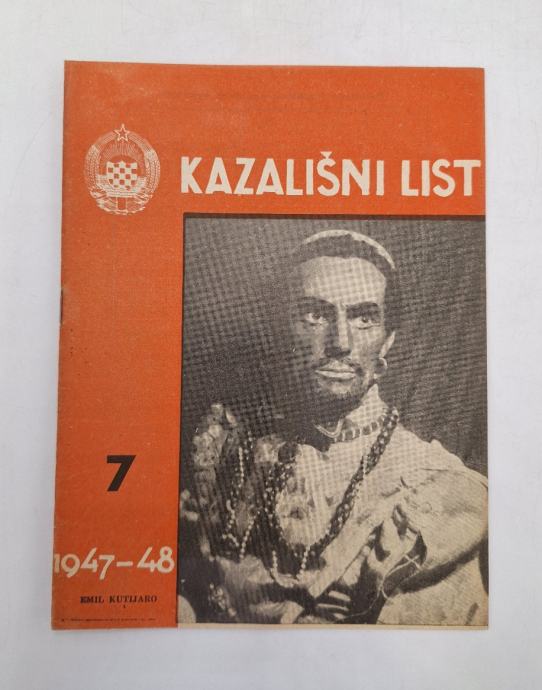 KAZALIŠNI LIST
7
1947-48
EMIL KUTIJARO